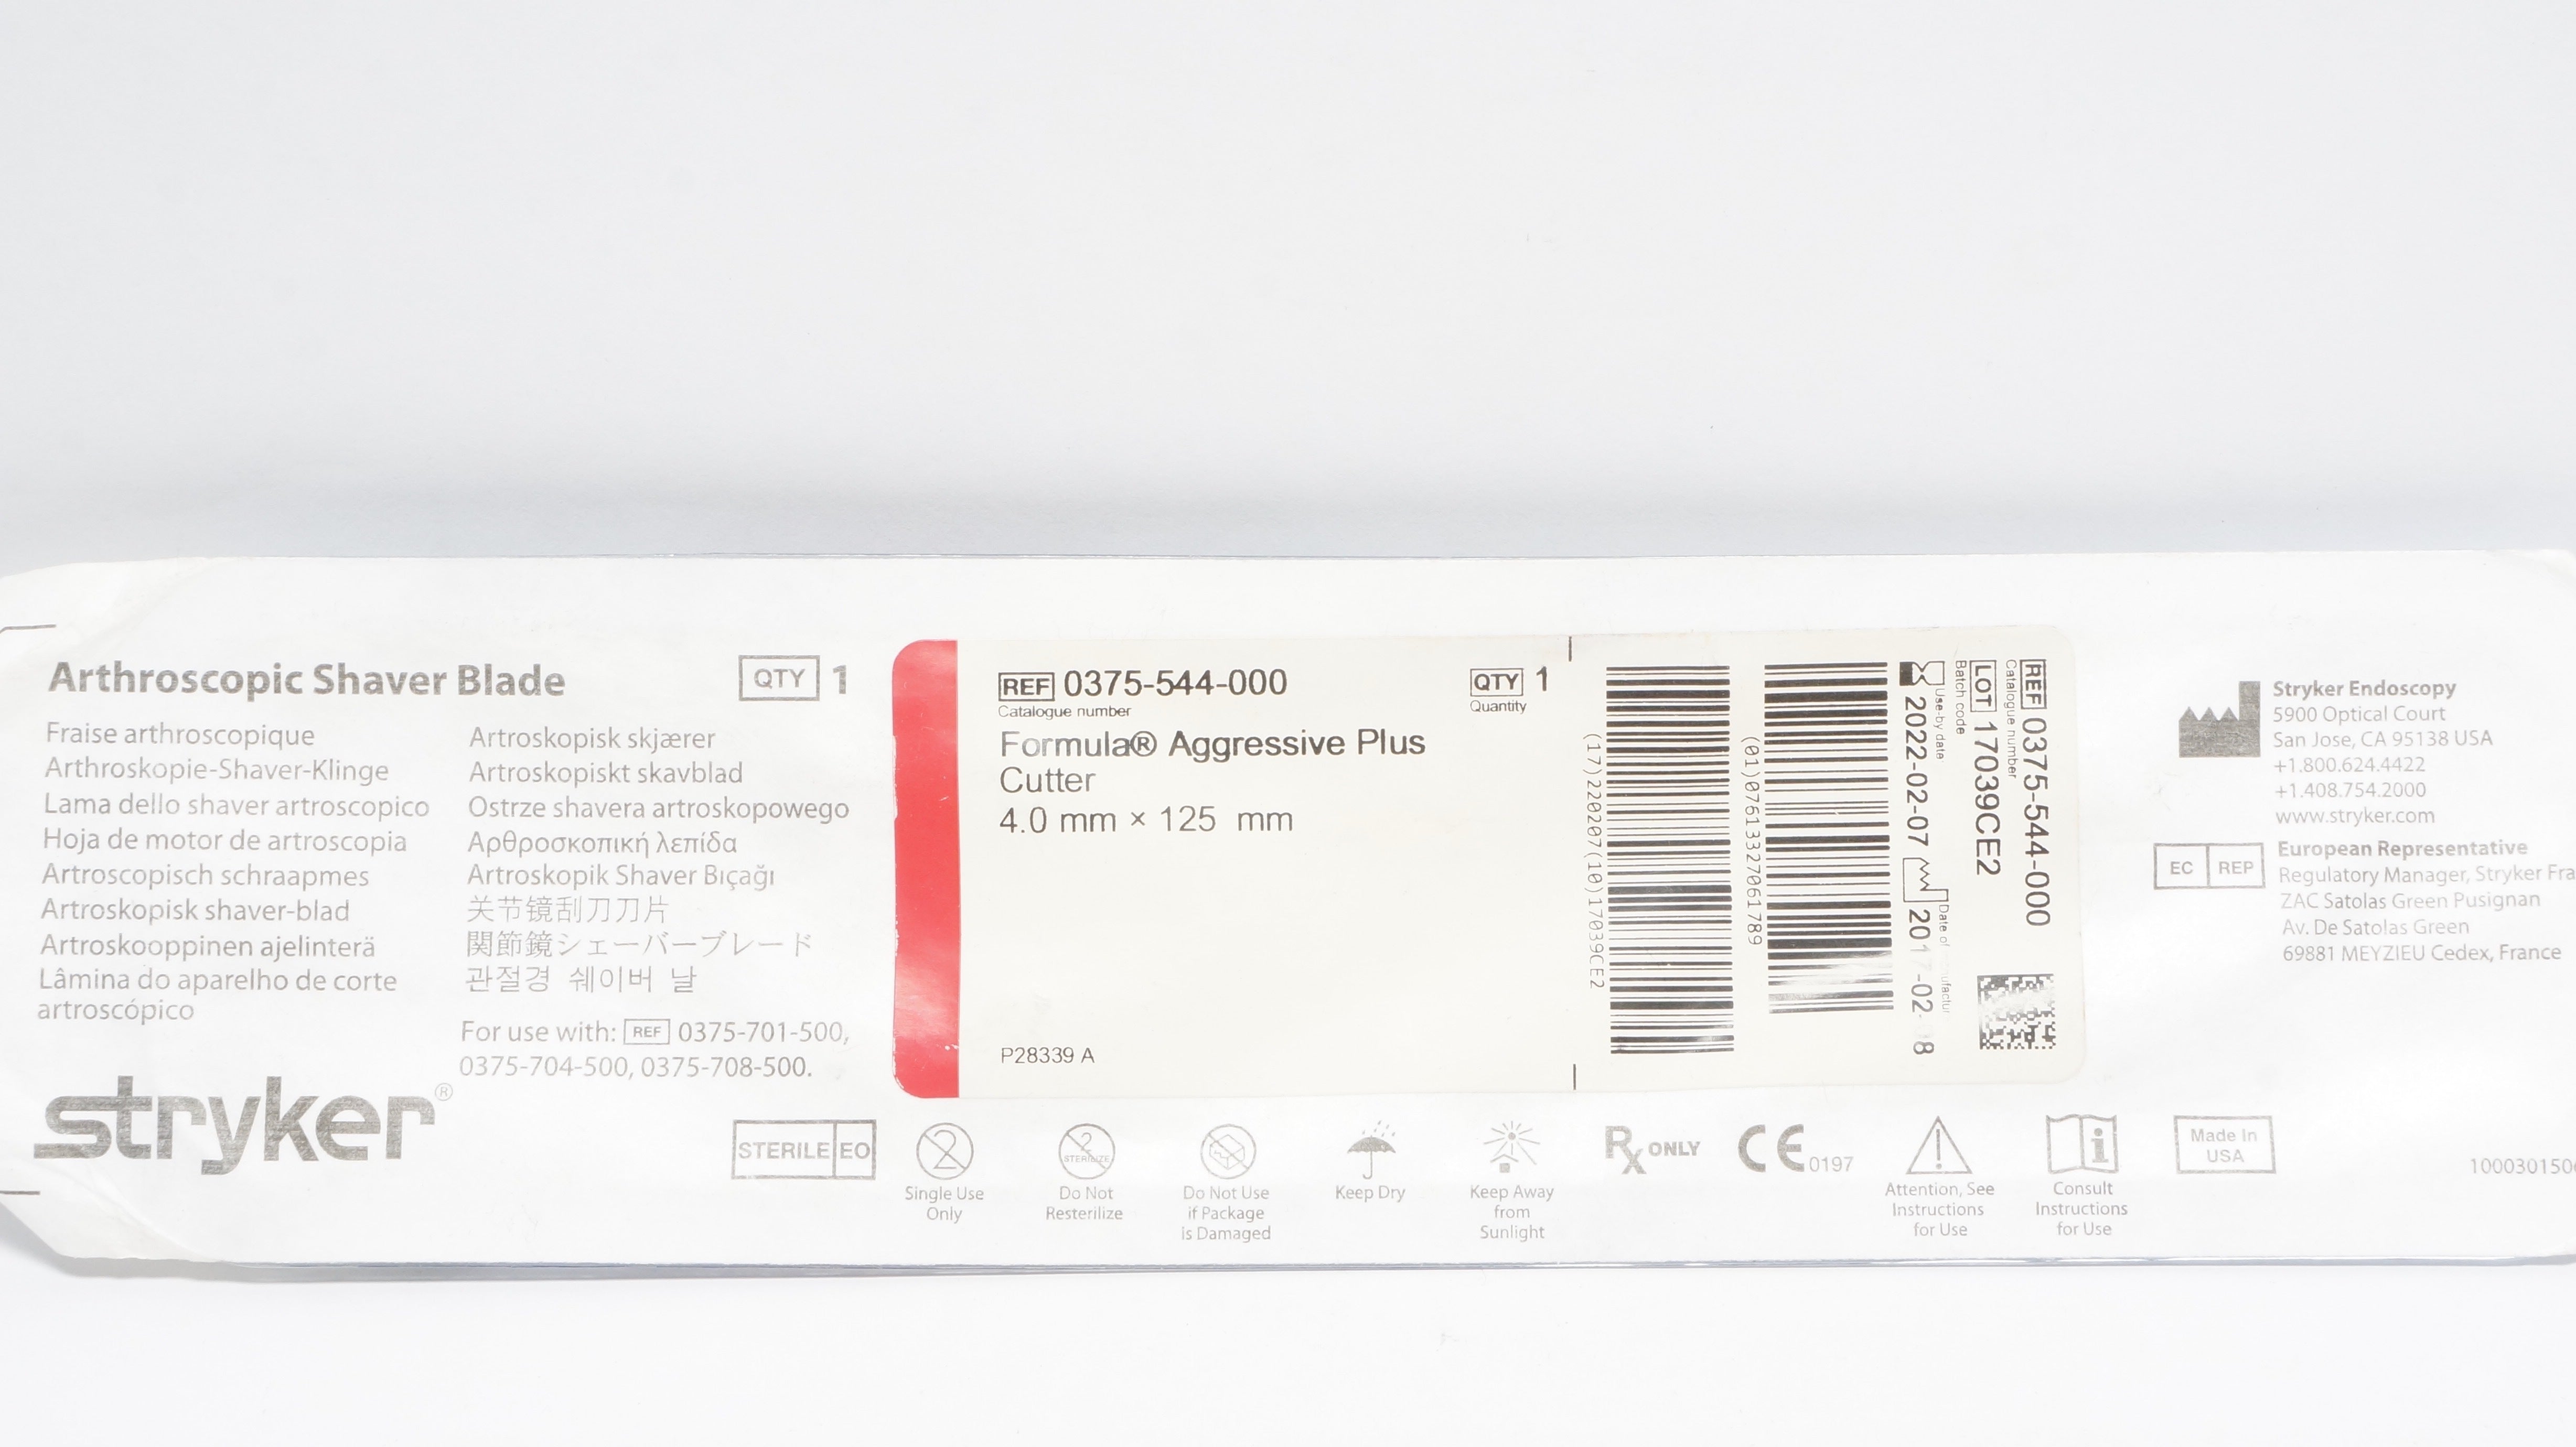 Arthroscopic Shaver Blade
QTY 1
Fraise arthroscopique
Arthroskopie-Shaver-Klinge
Lama dello shaver artroscopico
Hoja de motor de artroscopia
Artroscopisch schraapmes
Artroskopisk shaver-blad
Artroskooppinen ajelinterä
Lâmina do aparelho de corte
artroscópico
Artroskopisk skjærer
Artroskopiskt skavblad
Ostrze shavera artroskopowego
Αρθροσκοπική λεπίδα
Artroskopik Shaver Bıçağı
关节镜刮刀刀片
関節鏡シェーバーブレード
관절경 쉐이버 날
For use with: REF 0375-701-500,
0375-704-500, 0375-708-500.
stryker®
REF 0375-544-000
Catalogue number
QTY 1
Quantity
Formula® Aggressive Plus
Cutter
4.0 mm × 125 mm
P28339 A
(17)220207(10)17039CE2
(01)07613327061789
REF 0375-544-000
Catalogue number
LOT 17039CE2
Batch code
2022-02-07
Use-by date
Date of
Stryker Endoscopy
5900 Optical Court
San Jose, CA 95138 USA
+1.800.624.4422
+1.408.754.2000
www.stryker.com
EC REP
European Representative
Regulatory Manager, Stryker Fra
ZAC Satolas Green Pusignan
Av. De Satolas Green
69881 MEYZIEU Cedex, France
STERILE EO
2
Single Use
Only
2
STERILIZE
Do Not
Resterilize
Do Not Use
if Package
is Damaged
Keep Dry
Keep Away
from
Sunlight
Rx ONLY
CE 0197
Attention, See
Instructions
for Use
i
Consult
Instructions
for Use
Made In
USA